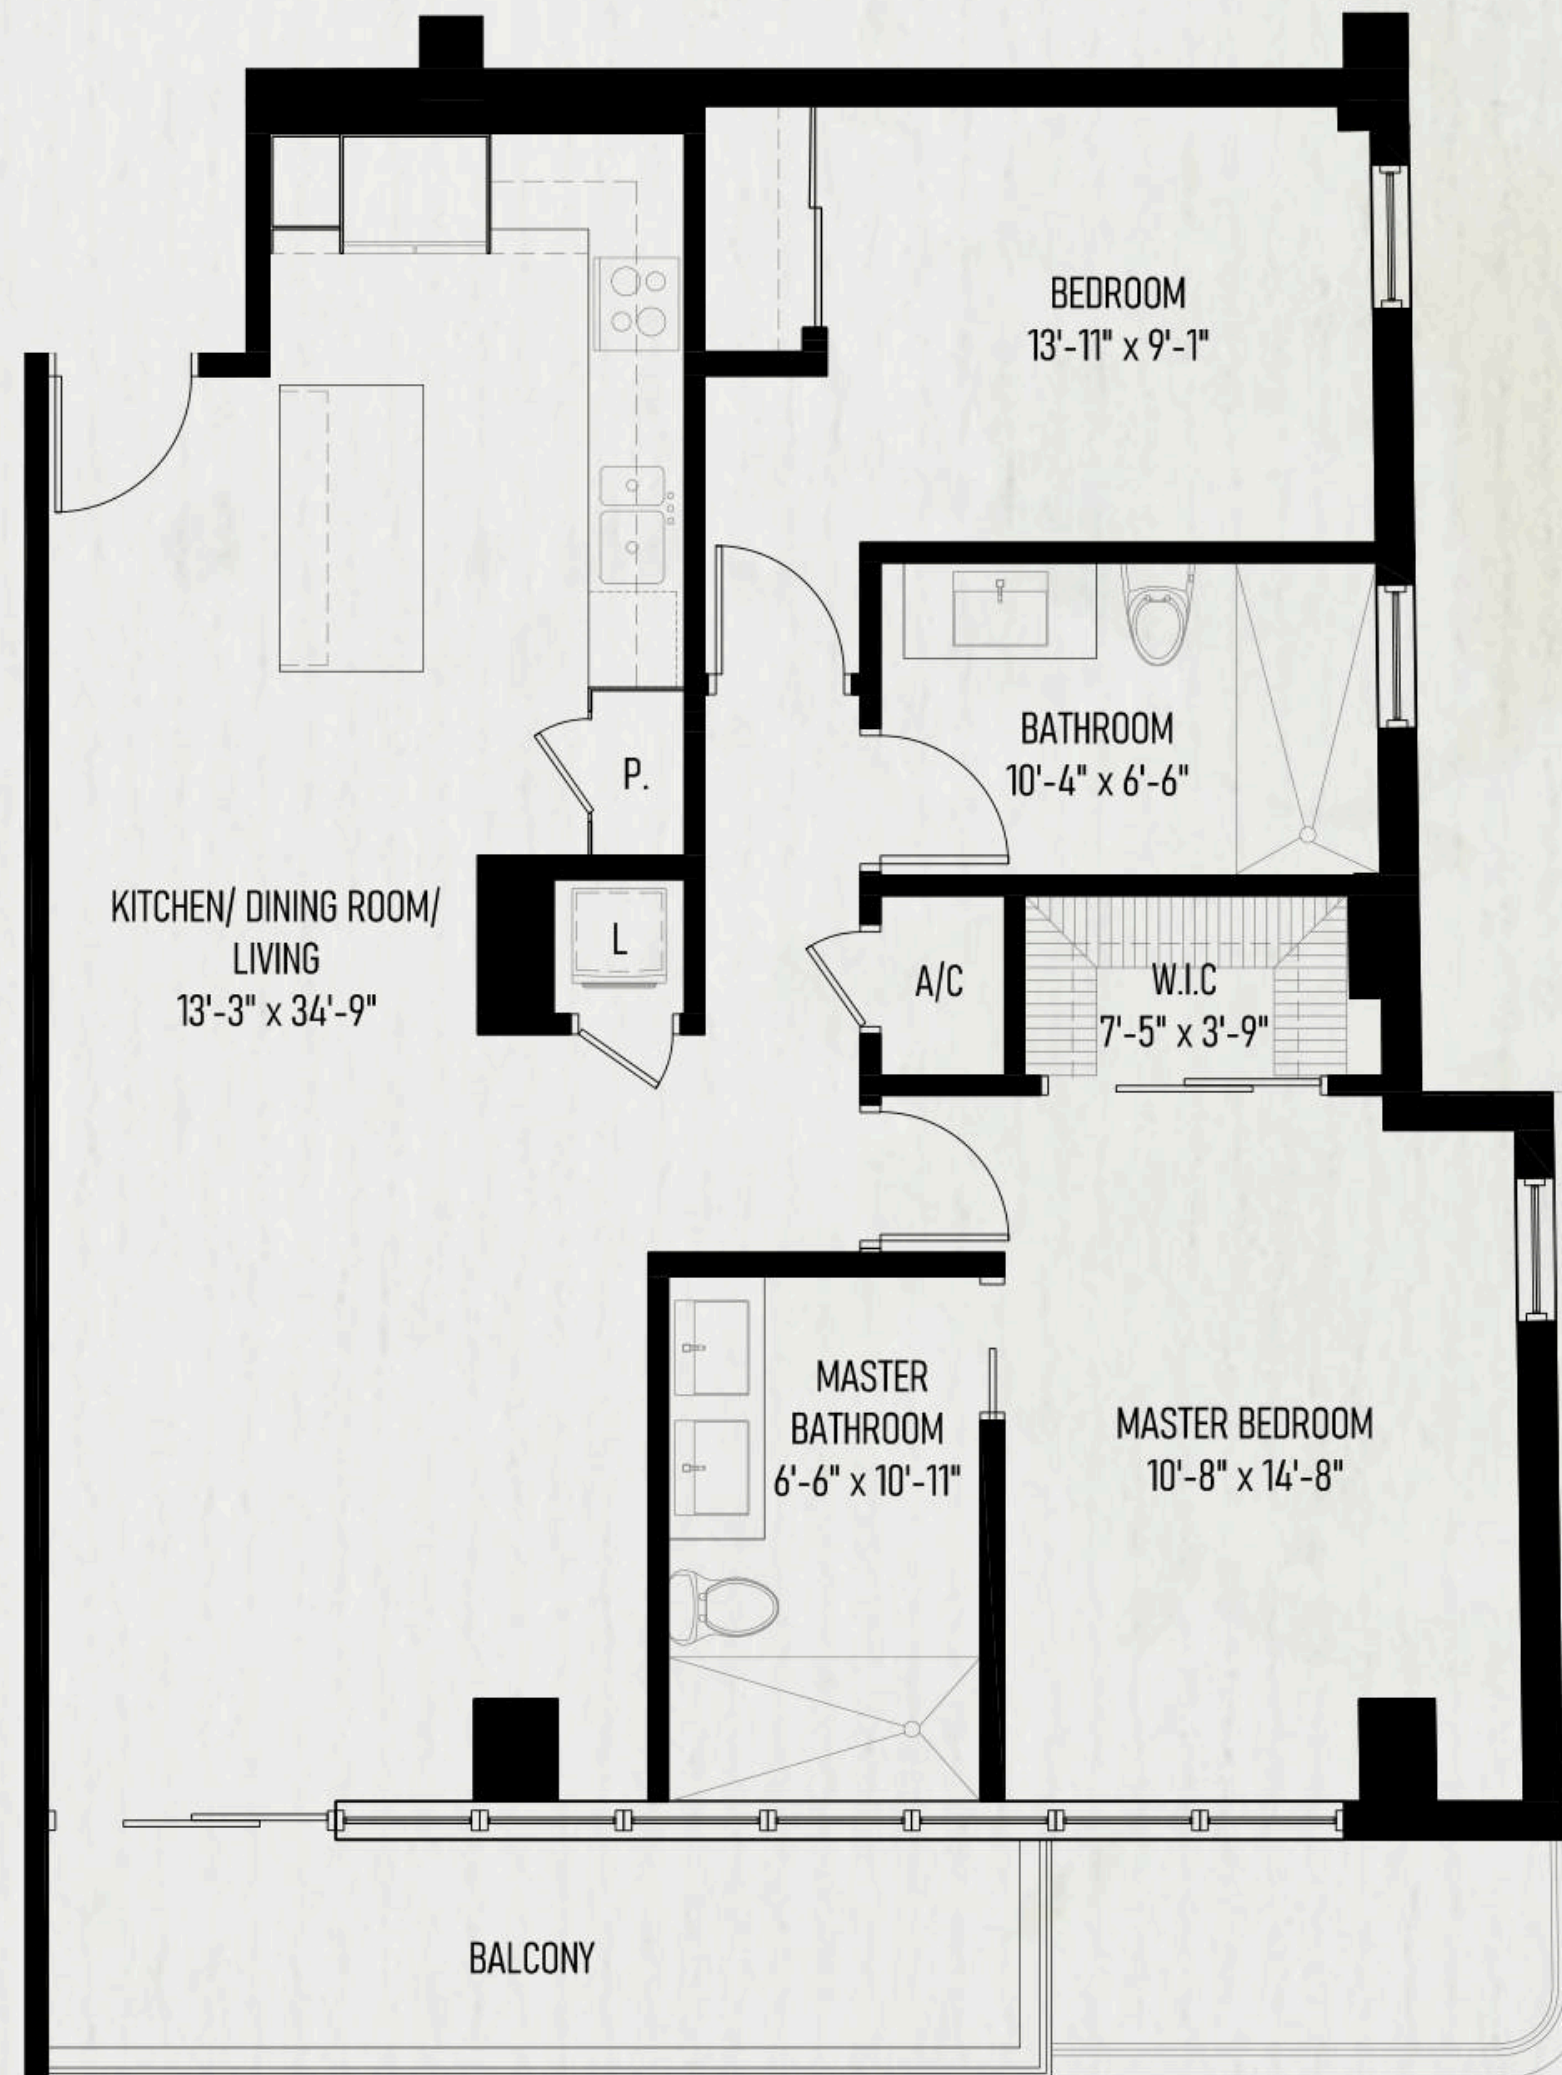 BEDROOM
13'-11" x 9'-1"
BATHROOM
10'-4" x 6'-6"
P.
KITCHEN/ DINING ROOM/
LIVING
13'-3" x 34'-9"
L
A/C
W.I.C
7'-5" x 3'-9"
MASTER
BATHROOM
6'-6" x 10'-11"
MASTER BEDROOM
10'-8" x 14'-8"
BALCONY